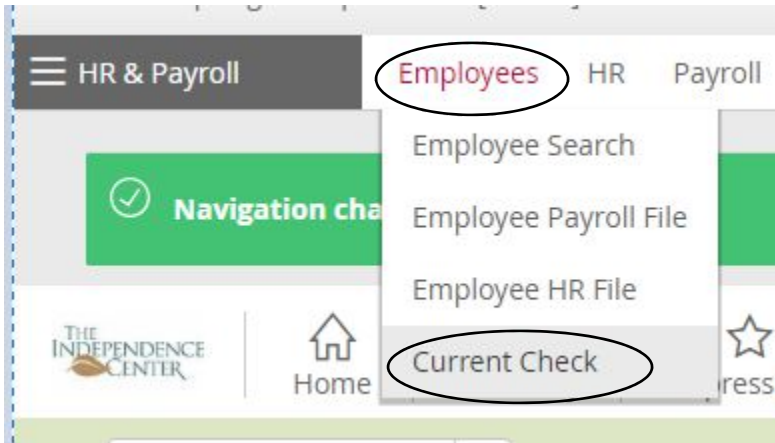 HR & Payroll
Employees HR Payroll
Employee Search
Navigation cha
Employee Payroll File
Employee HR File
THE
INDEPENDENCE
CENTER
Current Check
Home
ress